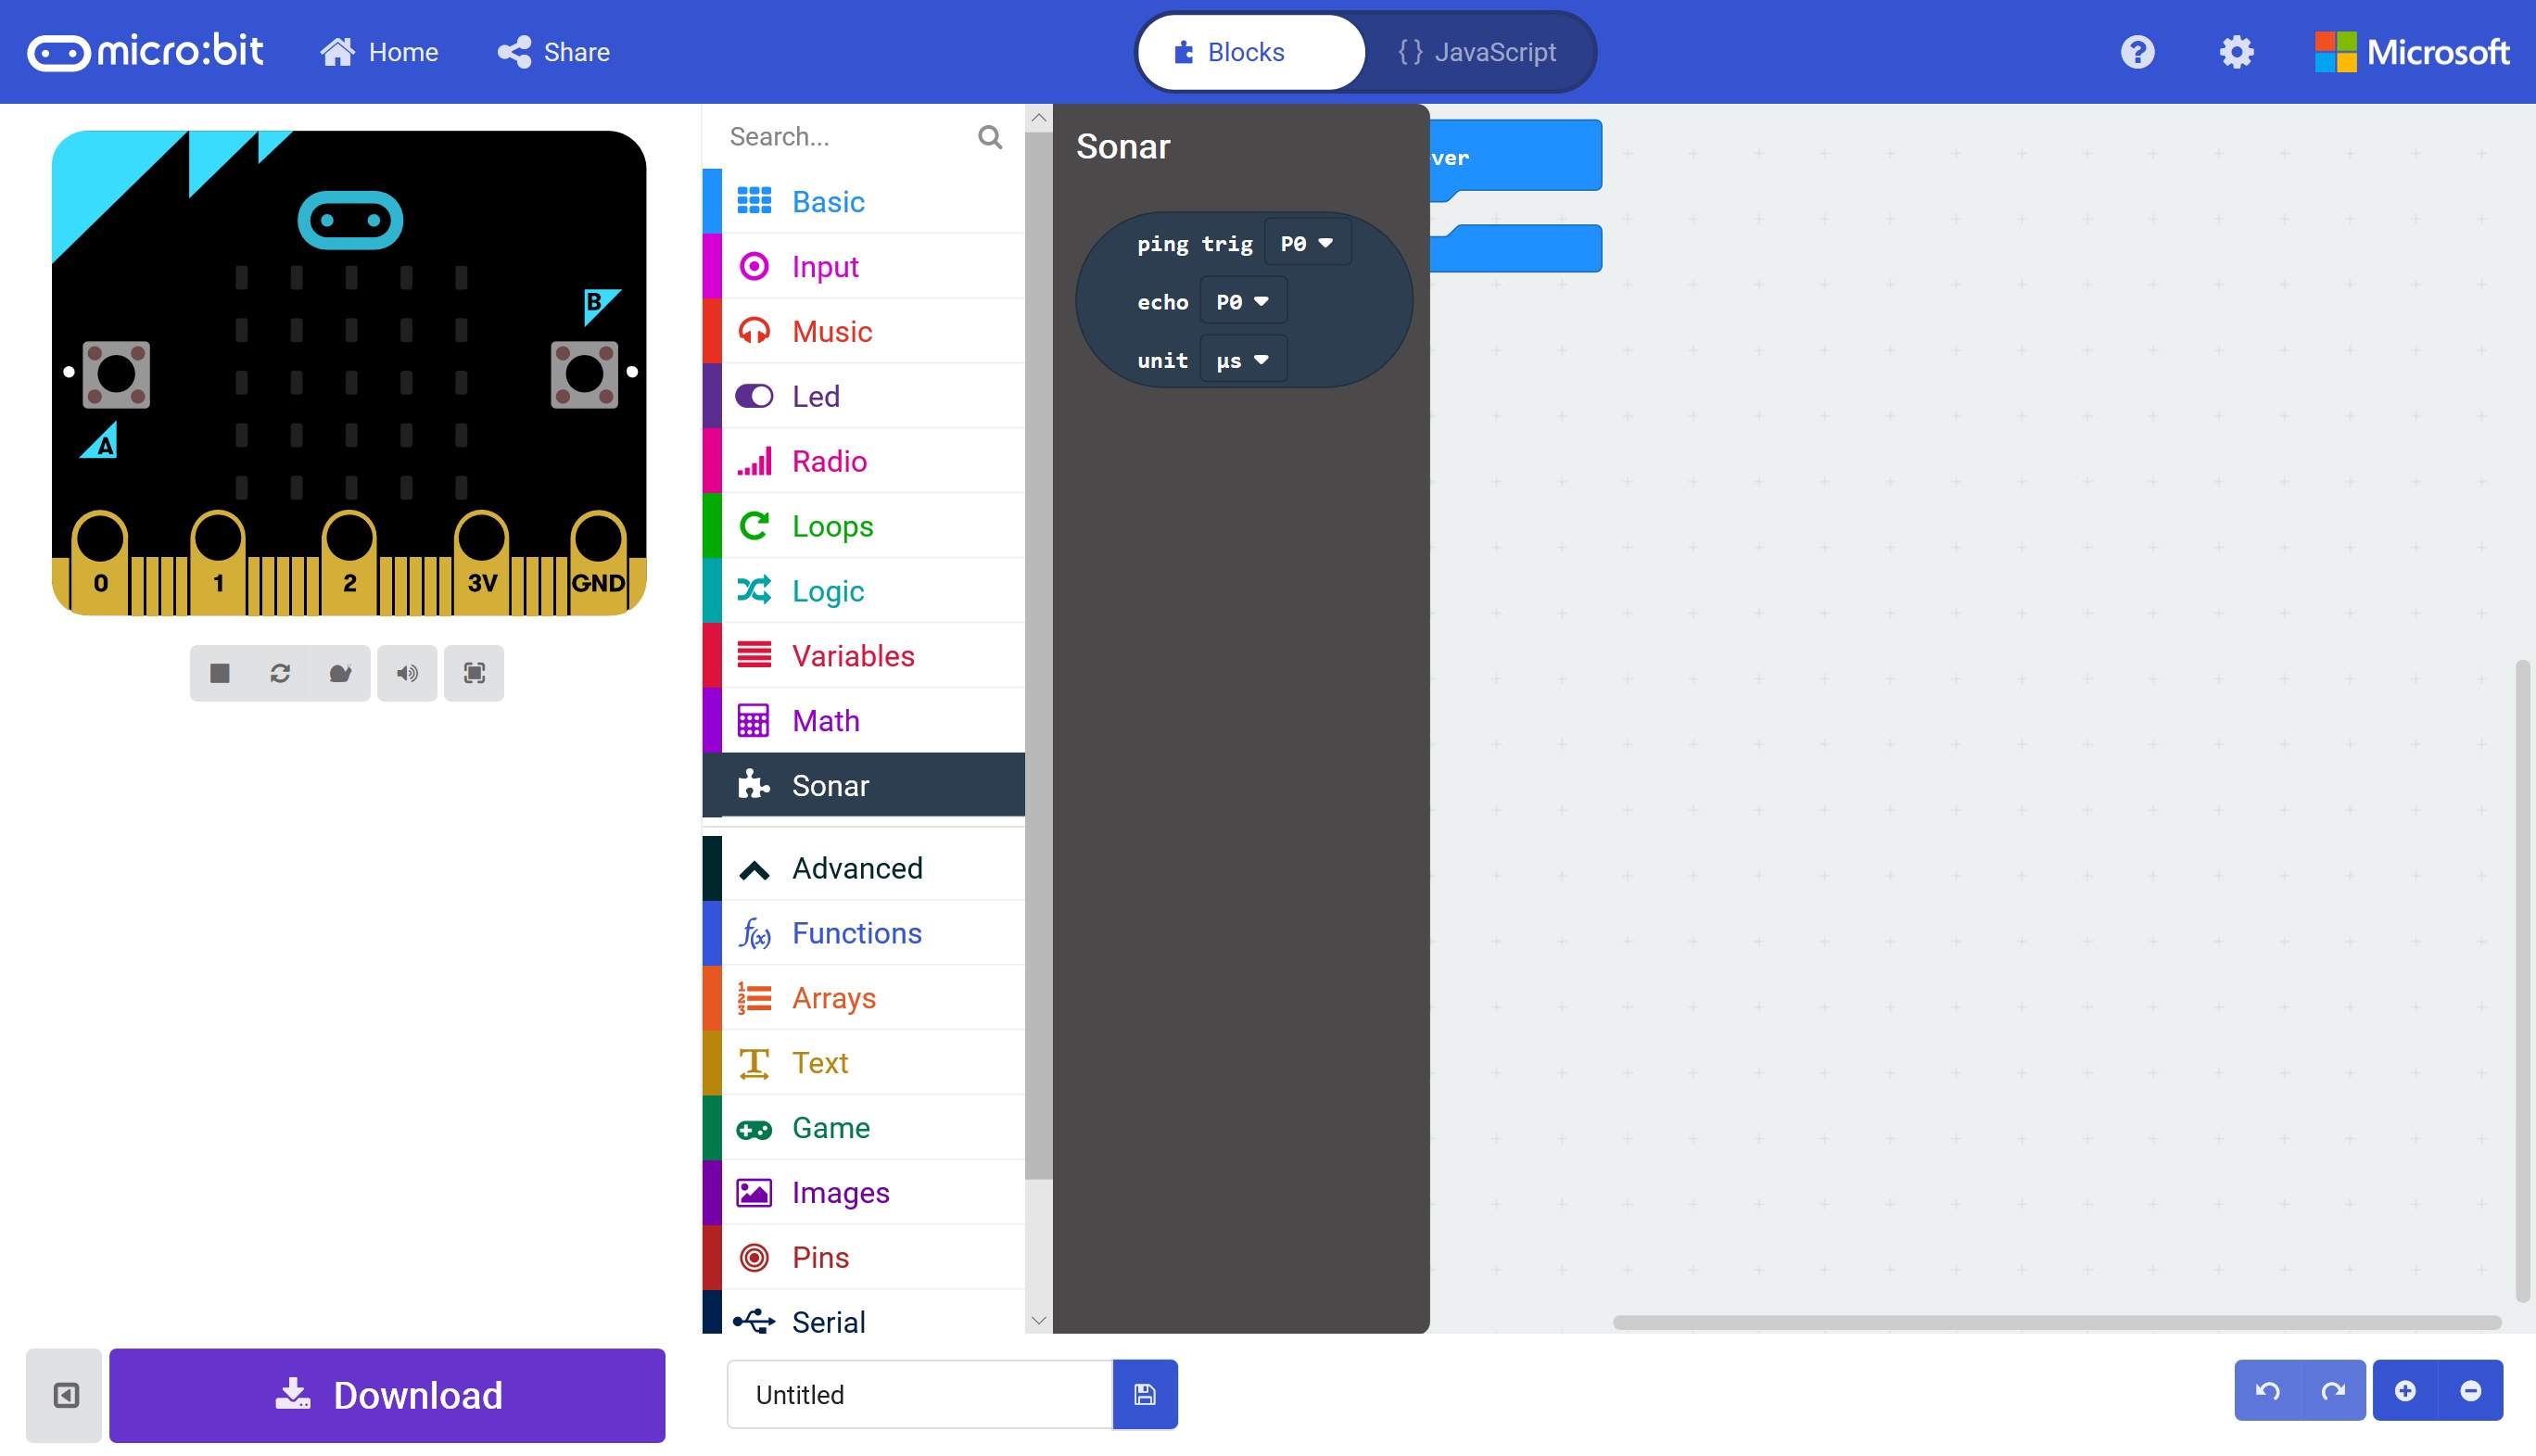 micro:bit
Home
Share
Blocks
{ } JavaScript
Microsoft
B
A
0
1
2
3V
GND
Download
Search...
Basic
Input
Music
Led
Radio
Loops
Logic
Variables
Math
Sonar
Advanced
Functions
Arrays
Text
Game
Images
Pins
Serial
Sonar
ping trig P0
echo P0
unit µs
ver
Untitled